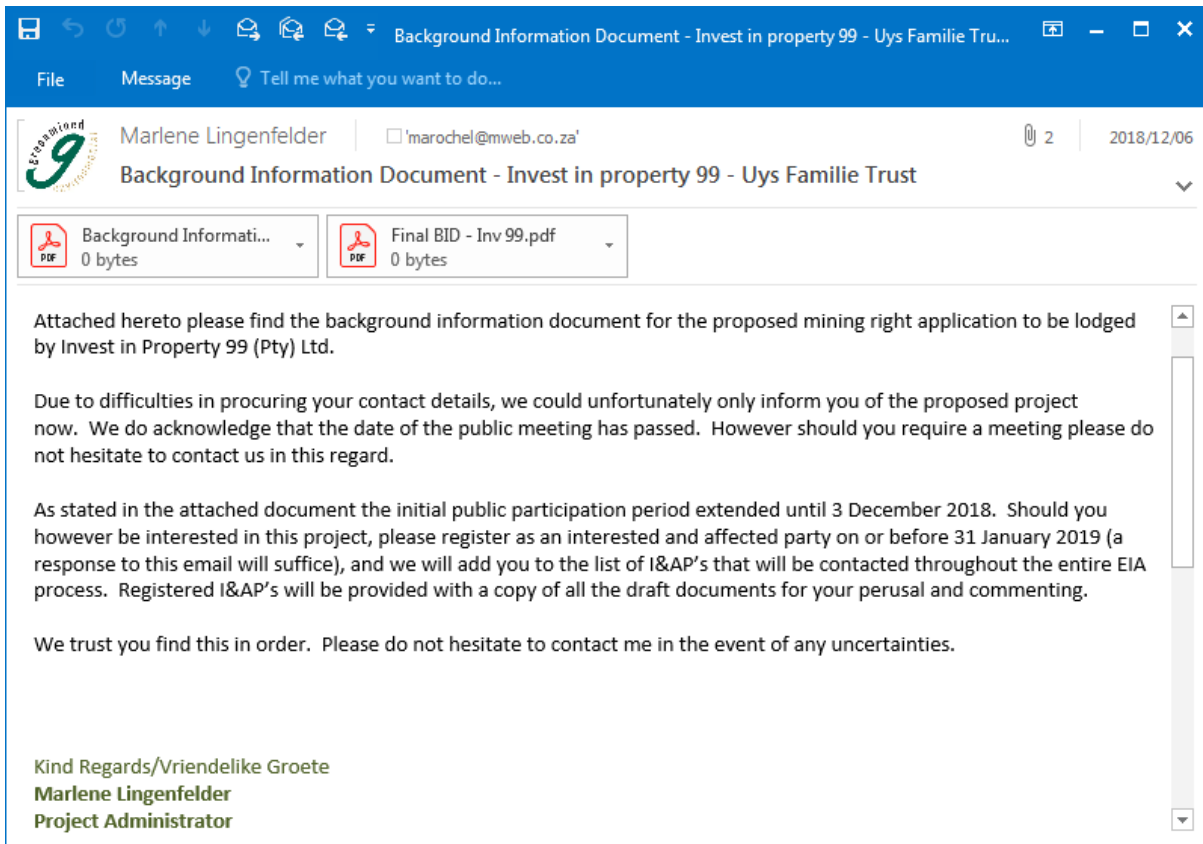 Background Information Document - Invest in property 99 - Uys Familie Tru...
File Message Tell me what you want to do...
greenmined
g
Marlene Lingenfelder 'marochel@mweb.co.za' 2 2018/12/06
Background Information Document - Invest in property 99 - Uys Familie Trust
PDF Background Informati... 0 bytes
PDF Final BID - Inv 99.pdf 0 bytes
Attached hereto please find the background information document for the proposed mining right application to be lodged
by Invest in Property 99 (Pty) Ltd.
Due to difficulties in procuring your contact details, we could unfortunately only inform you of the proposed project
now. We do acknowledge that the date of the public meeting has passed. However should you require a meeting please do
not hesitate to contact us in this regard.
As stated in the attached document the initial public participation period extended until 3 December 2018. Should you
however be interested in this project, please register as an interested and affected party on or before 31 January 2019 (a
response to this email will suffice), and we will add you to the list of I&AP's that will be contacted throughout the entire EIA
process. Registered I&AP's will be provided with a copy of all the draft documents for your perusal and commenting.
We trust you find this in order. Please do not hesitate to contact me in the event of any uncertainties.
Kind Regards/Vriendelike Groete
Marlene Lingenfelder
Project Administrator